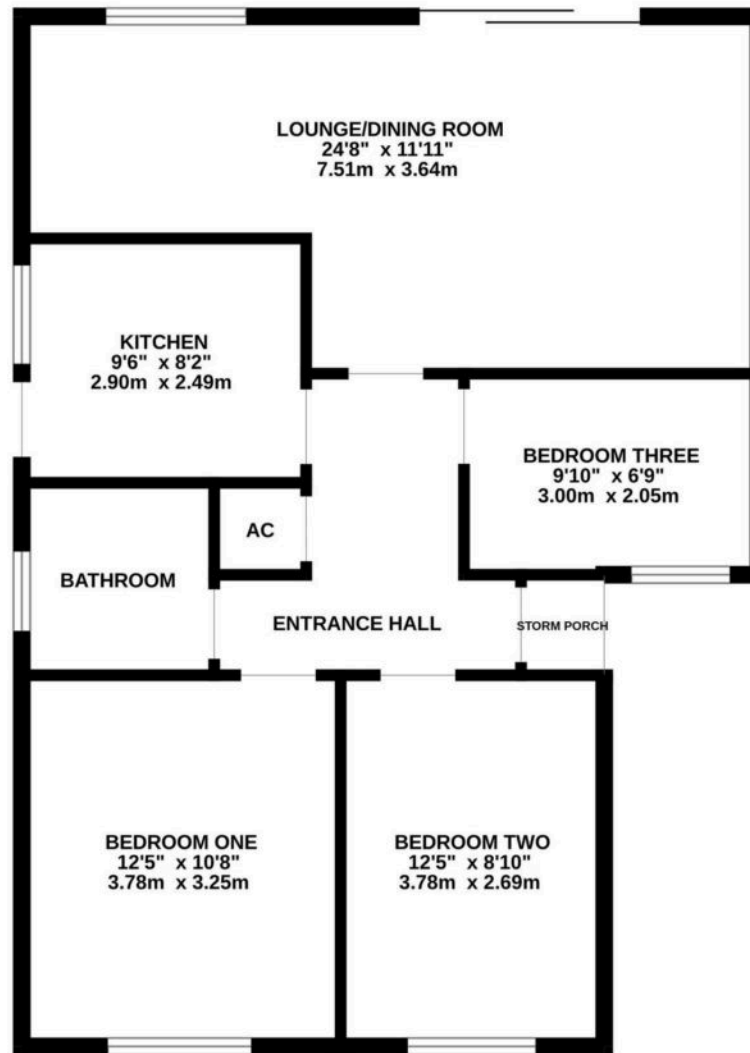 LOUNGE/DINING ROOM
24'8" x 11'11"
7.51m x 3.64m
KITCHEN
9'6" x 8'2"
2.90m x 2.49m
BEDROOM THREE
9'10" x 6'9"
3.00m x 2.05m
AC
BATHROOM
ENTRANCE HALL
STORM PORCH
BEDROOM ONE
12'5" x 10'8"
3.78m x 3.25m
BEDROOM TWO
12'5" x 8'10"
3.78m x 2.69m